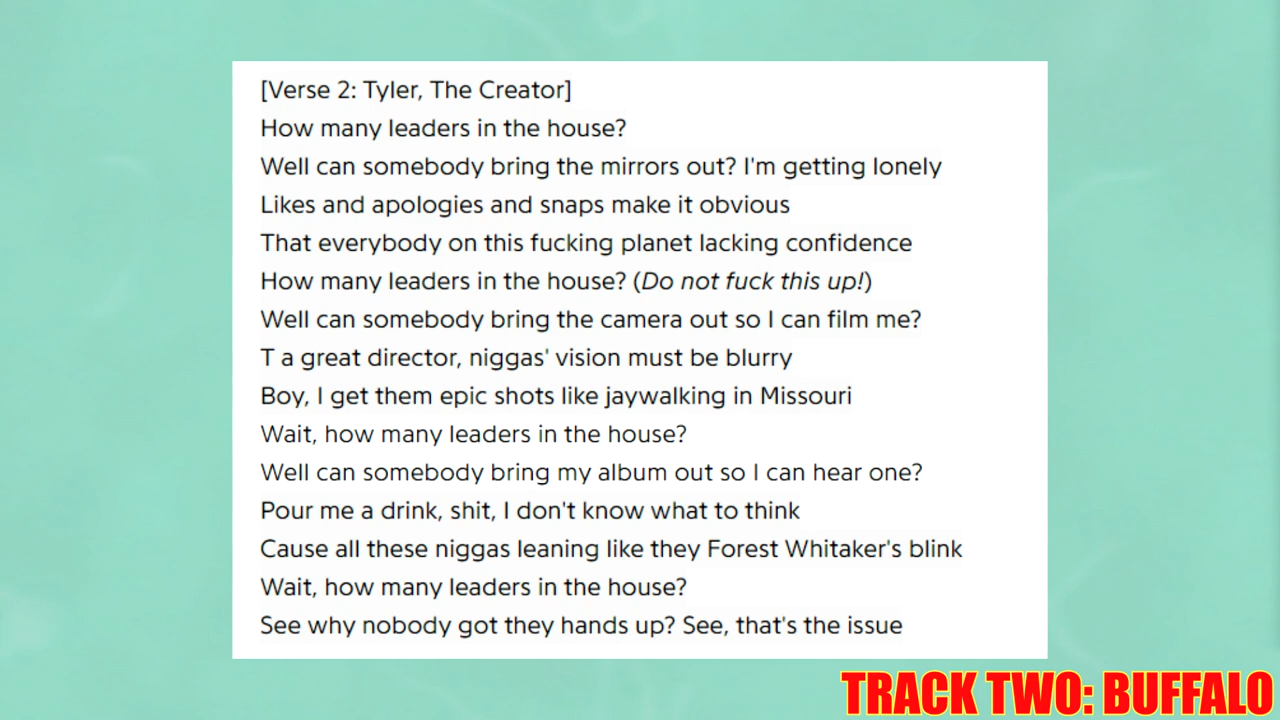 [Verse 2: Tyler, The Creator]
How many leaders in the house?
Well can somebody bring the mirrors out? I'm getting lonely
Likes and apologies and snaps make it obvious
That everybody on this fucking planet lacking confidence
How many leaders in the house? (Do not fuck this up!)
Well can somebody bring the camera out so I can film me?
T a great director, niggas' vision must be blurry
Boy, I get them epic shots like jaywalking in Missouri
Wait, how many leaders in the house?
Well can somebody bring my album out so I can hear one?
Pour me a drink, shit, I don't know what to think
Cause all these niggas leaning like they Forest Whitaker's blink
Wait, how many leaders in the house?
See why nobody got they hands up? See, that's the issue
TRACK TWO: BUFFALO